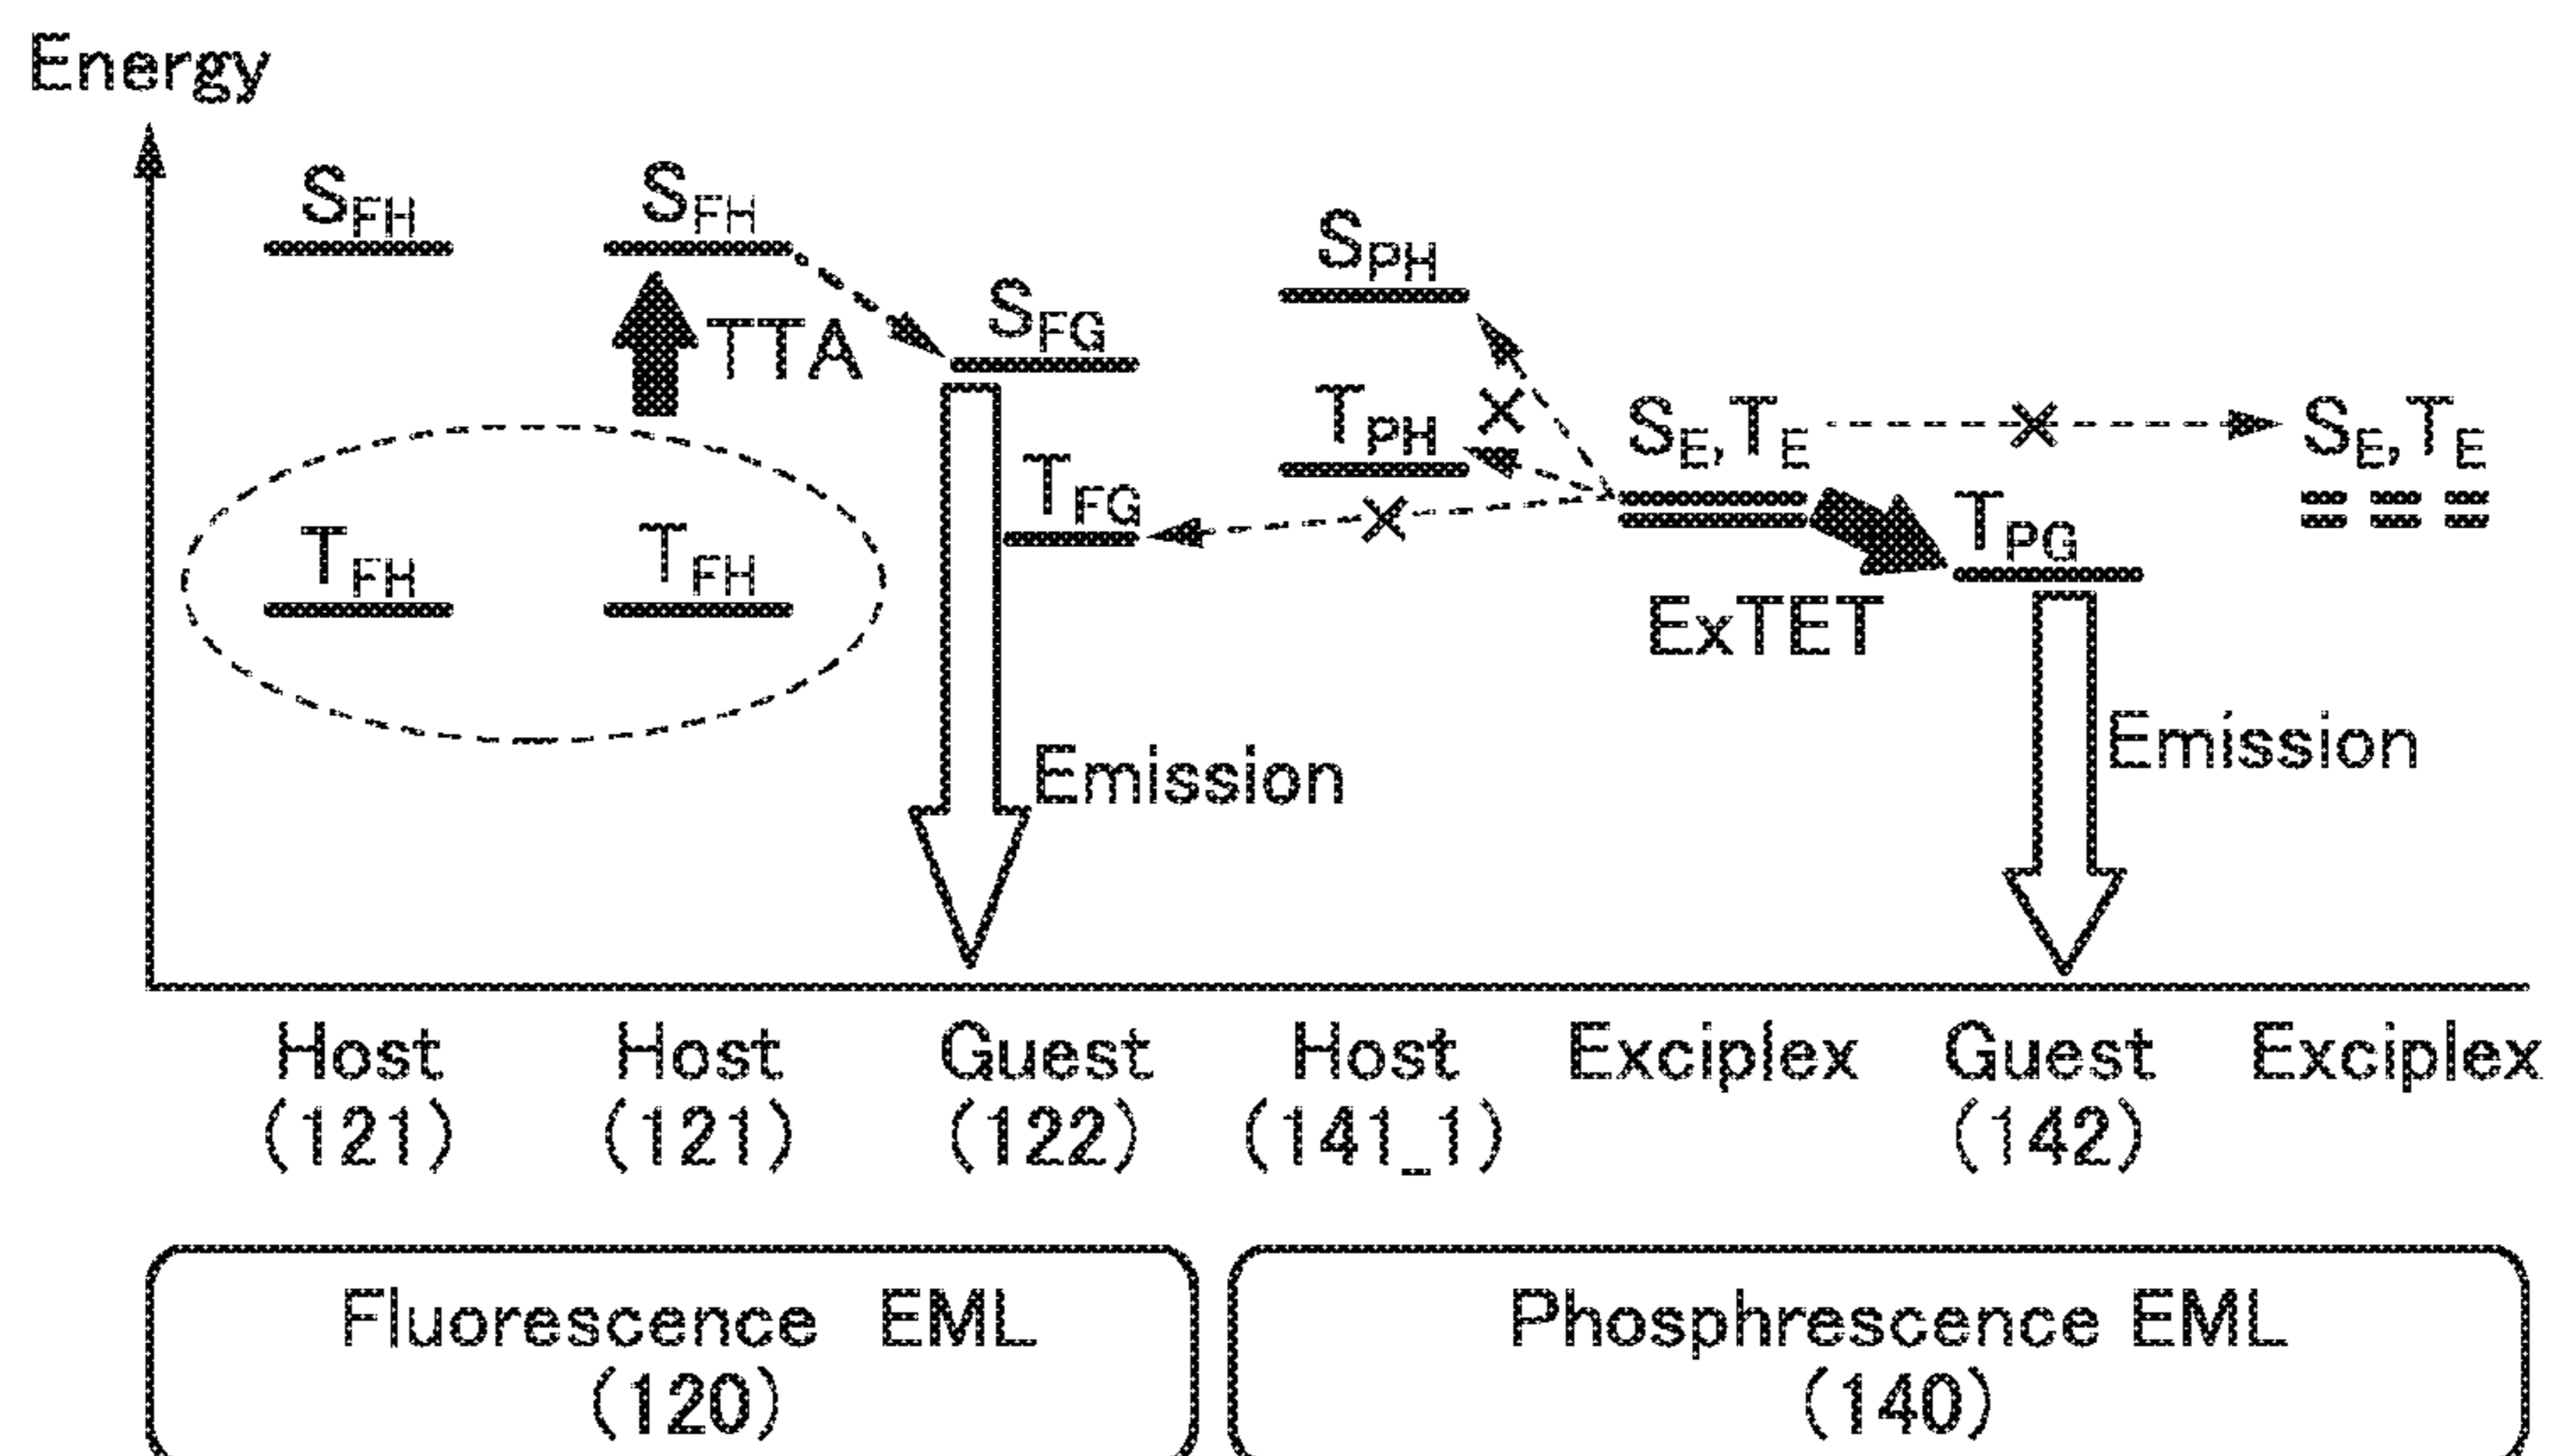 Energy
S_FH
S_FH
S_FG
S_PH
TTA
T_PH
S_E, T_E
S_E, T_E
T_FG
T_FH
T_FH
T_PG
ExTET
Emission
Emission
Host
(121)
Host
(121)
Guest
(122)
Host
(141_1)
Exciplex
Guest
(142)
Exciplex
Fluorescence EML
(120)
Phosphrescence EML
(140)